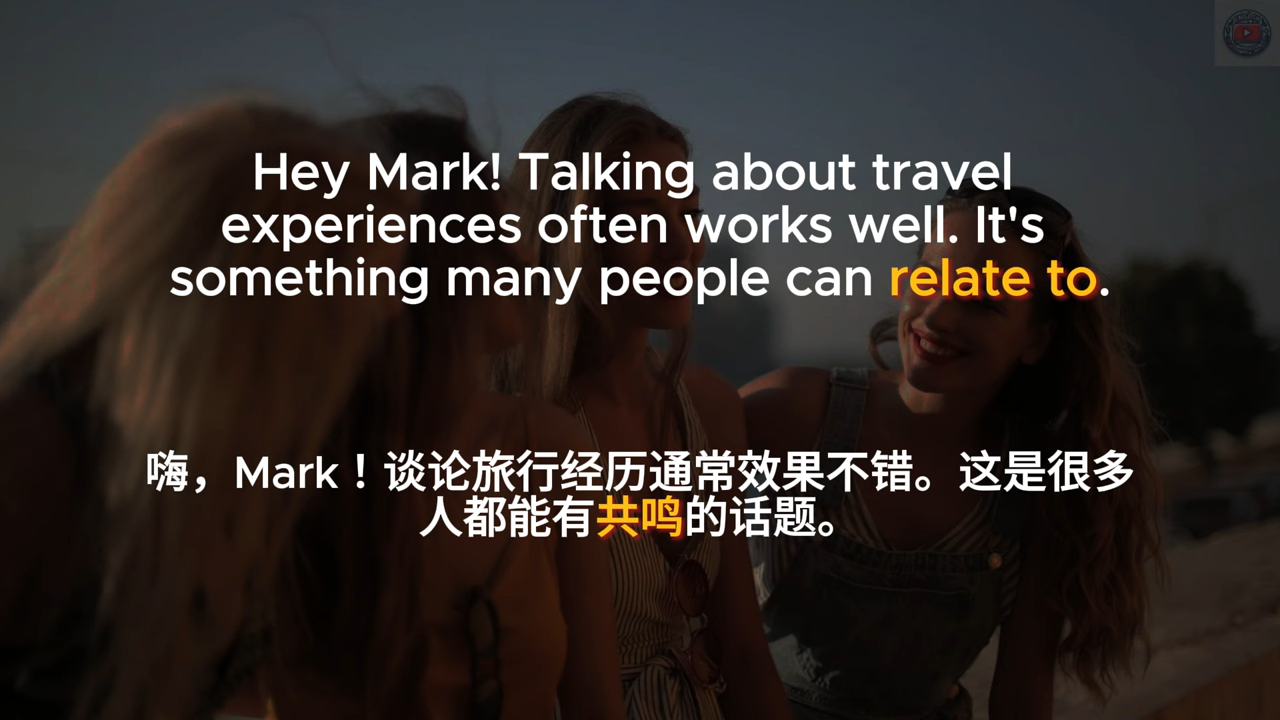 Hey Mark! Talking about travel
experiences often works well. It's
something many people can relate to.
嗨，Mark！谈论旅行经历通常效果不错。这是很多
人都能有共鸣的话题。